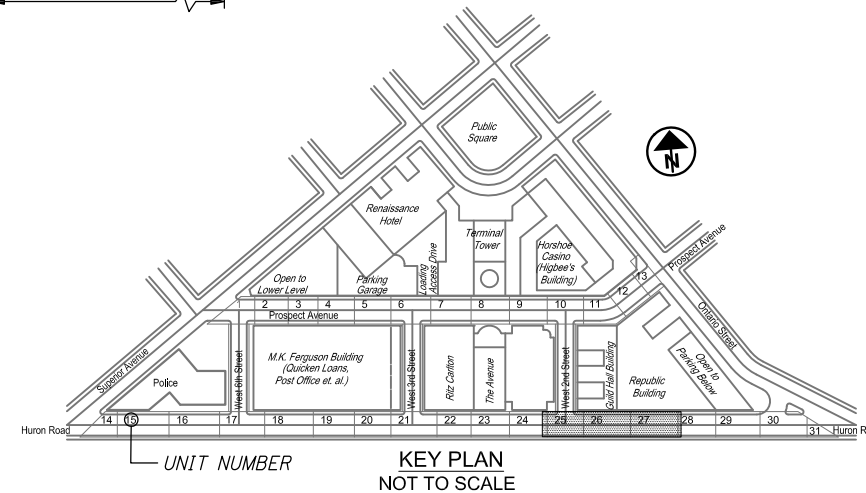 Public
Square
N
Renaissance
Hotel
Terminal
Tower
Horshoe
Casino
(Higbee's
Building)
Prospect Avenue
Open to
Lower Level
Parking
Garage
Loading
Access Drive
13
12
2 3 4 5 6 7 8 9 10 11
Prospect Avenue
Ontario Street
Superior Avenue
Police
West 6th Street
M.K. Ferguson Building
(Quicken Loans,
Post Office et. al.)
West 3rd Street
Ritz Carlton
The Avenue
West 2nd Street
Guild Hall Building
Republic
Building
Open to
Parking Below
14 15 16 17 18 19 20 21 22 23 24 25 26 27 28 29 30
Huron Road
31
Huron R
UNIT NUMBER
KEY PLAN
NOT TO SCALE